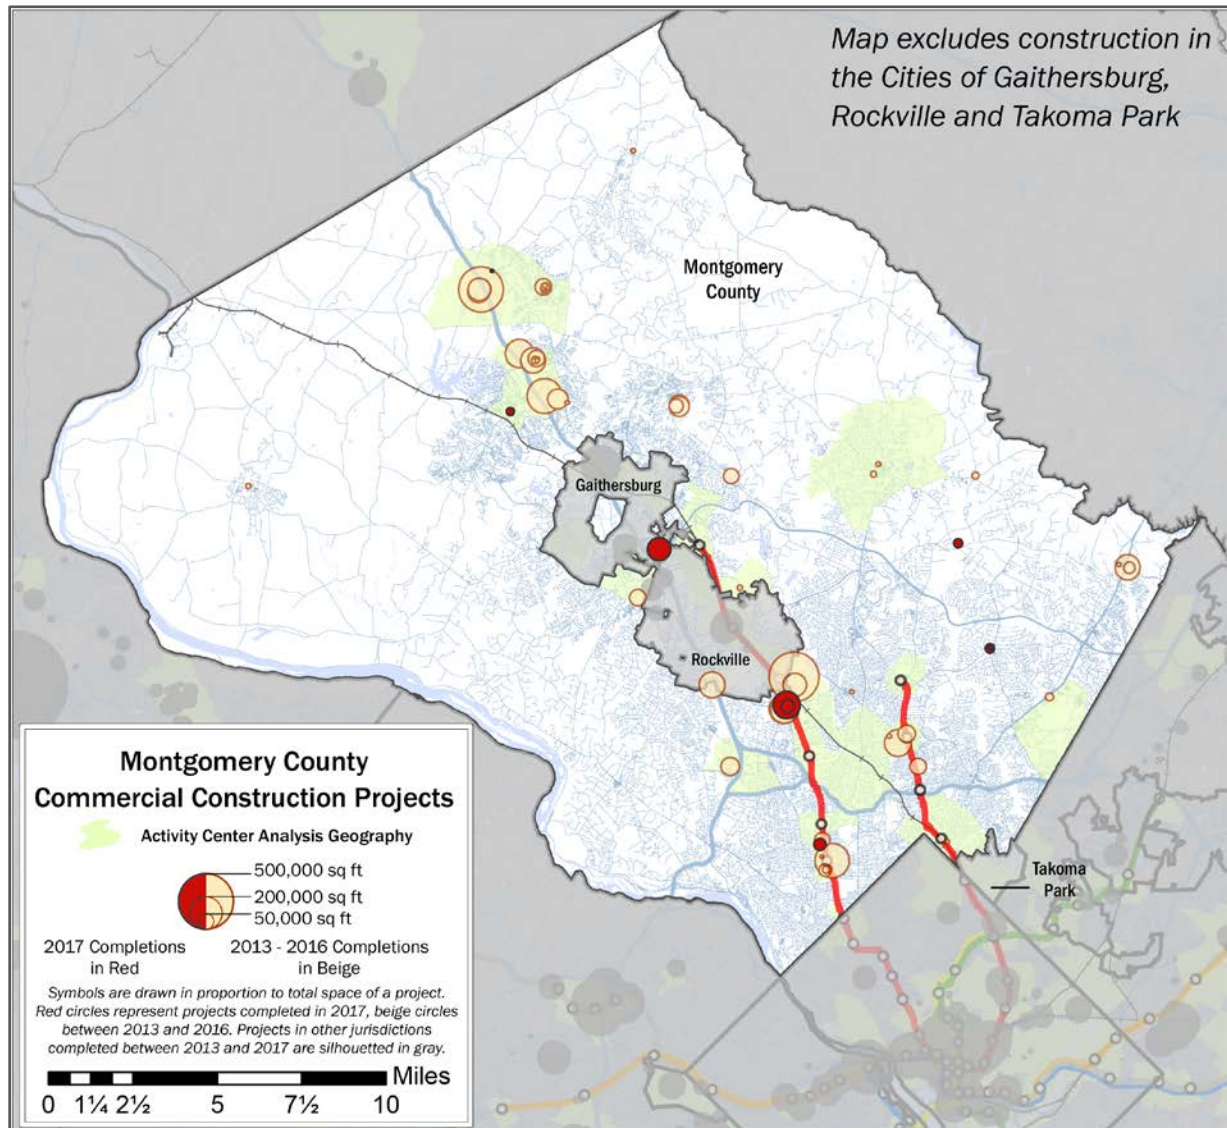 Map excludes construction in
the Cities of Gaithersburg,
Rockville and Takoma Park
Montgomery
County
Gaithersburg
Rockville
Takoma
Park
Montgomery County
Commercial Construction Projects
Activity Center Analysis Geography
500,000 sq ft
200,000 sq ft
50,000 sq ft
2017 Completions
in Red
2013 - 2016 Completions
in Beige
Symbols are drawn in proportion to total space of a project.
Red circles represent projects completed in 2017, beige circles
between 2013 and 2016. Projects in other jurisdictions
completed between 2013 and 2017 are silhouetted in gray.
Miles
0 1¼ 2½ 5 7½ 10